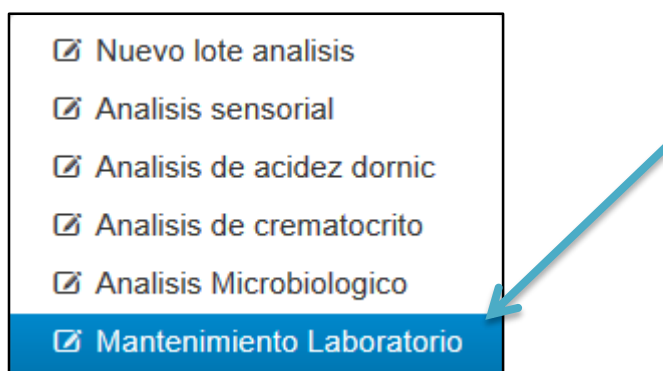 Nuevo lote analisis
Analisis sensorial
Analisis de acidez dornic
Analisis de crematocrito
Analisis Microbiologico
Mantenimiento Laboratorio